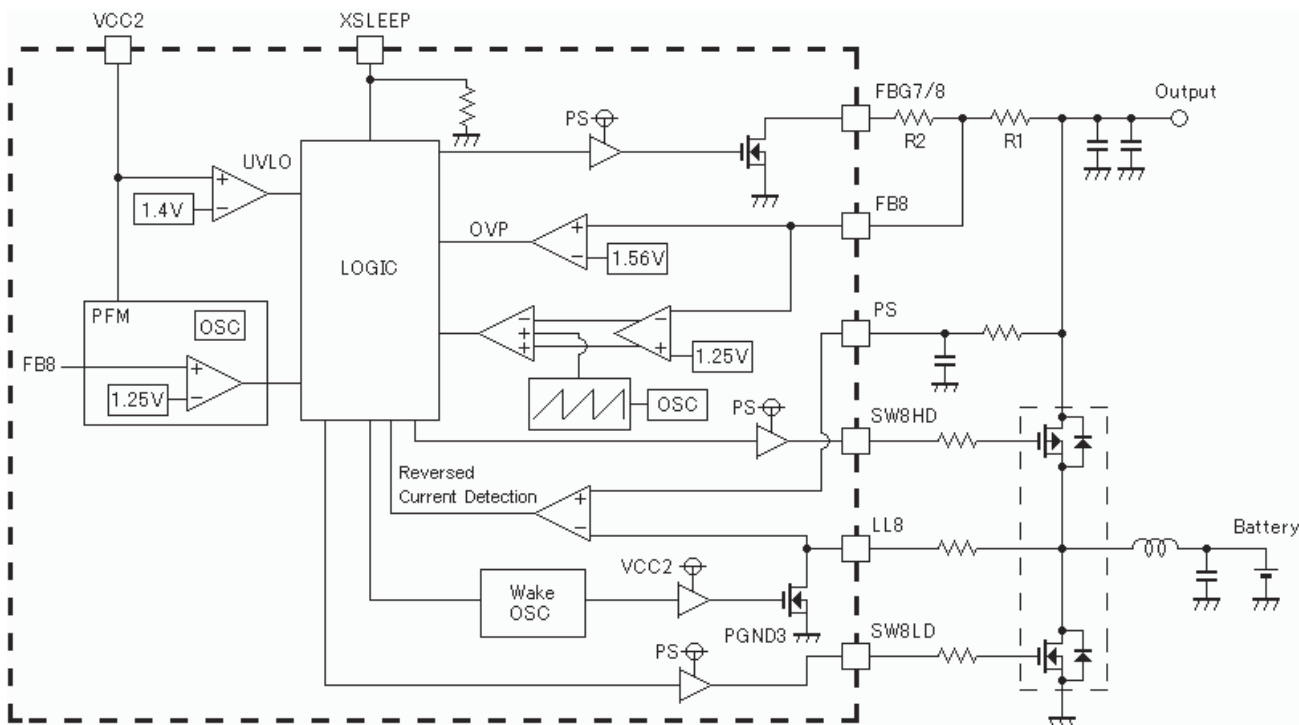 VCC2
XSLEEP
FBG7/8
Output
PS
R2
R1
UVLO
+
−
1.4V
FB8
OVP
+
−
1.56V
LOGIC
PFM
OSC
PS
−
+
+
−
+
1.25V
FB8
+
−
1.25V
OSC
PS
SW8HD
Reversed
Current Detection
+
−
LL8
Battery
VCC2
Wake
OSC
PGND3
SW8LD
PS